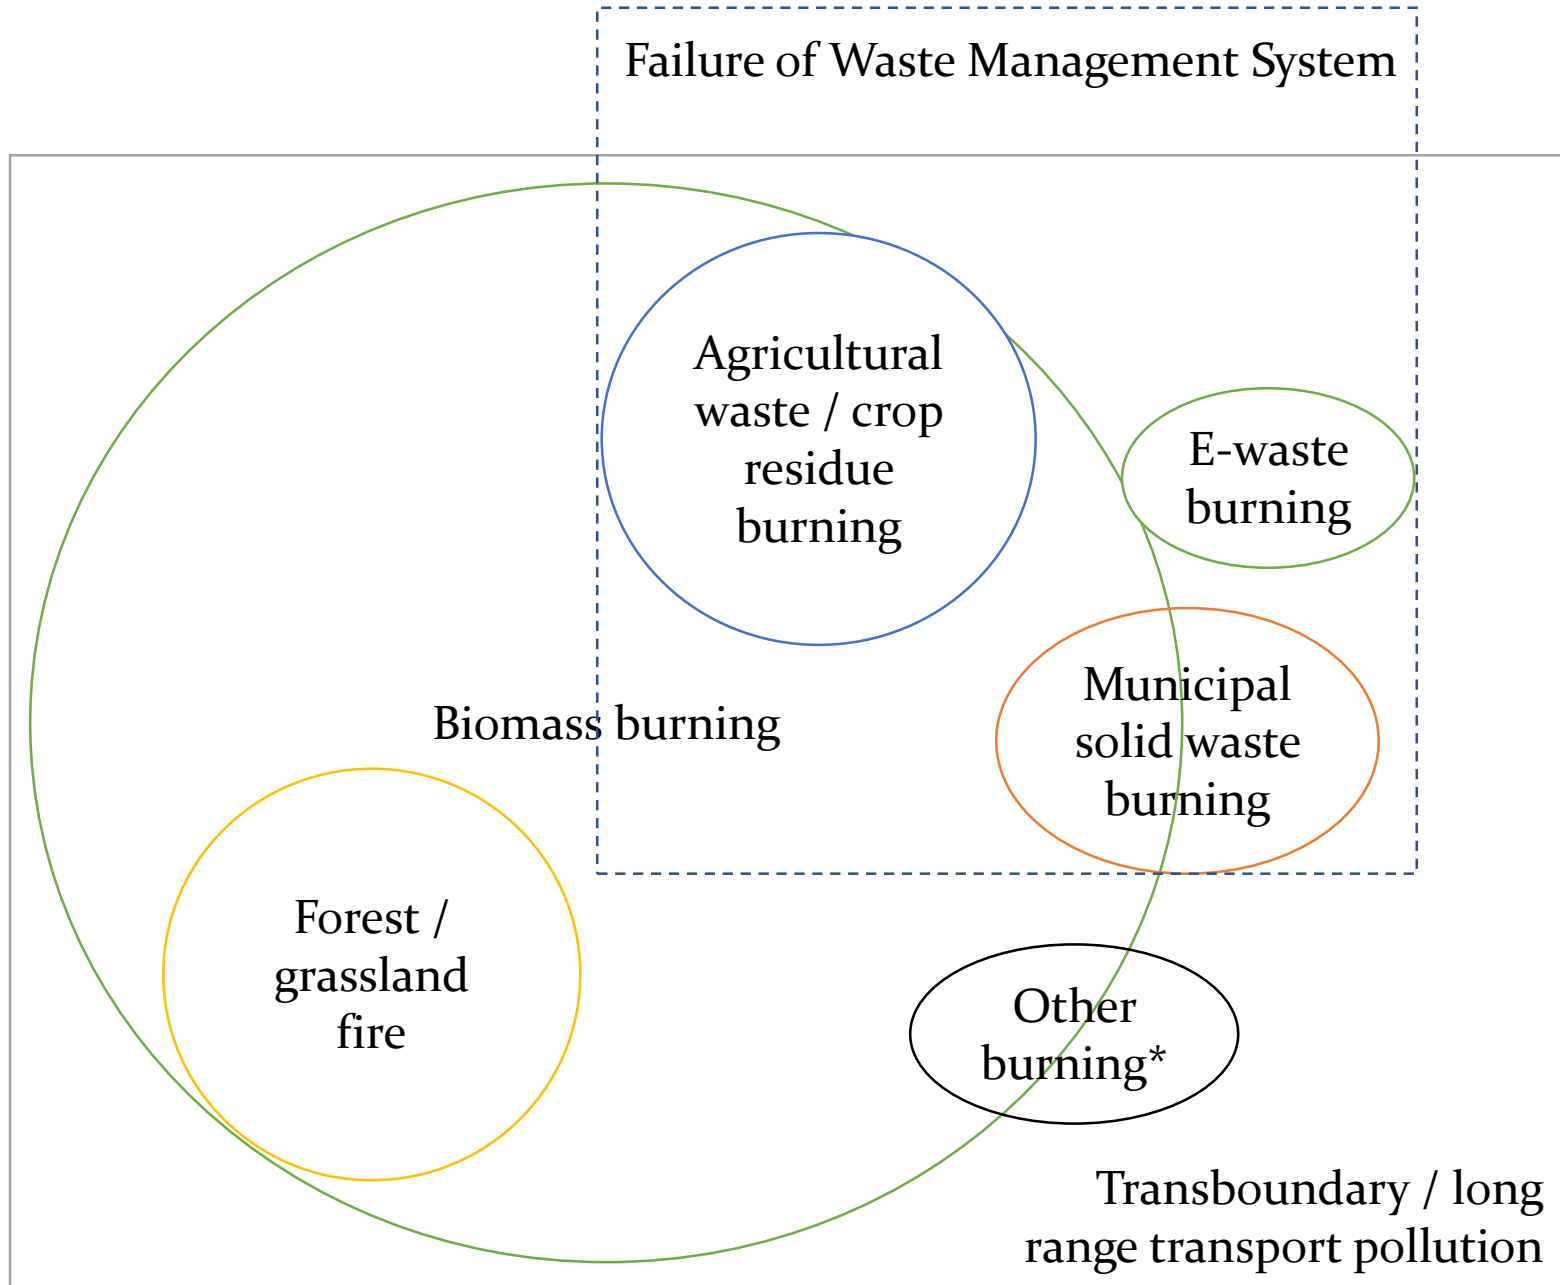 Failure of Waste Management System
Agricultural
waste / crop
residue
burning
E-waste
burning
Municipal
solid waste
burning
Biomass burning
Forest /
grassland
fire
Other
burning*
Transboundary / long
range transport pollution